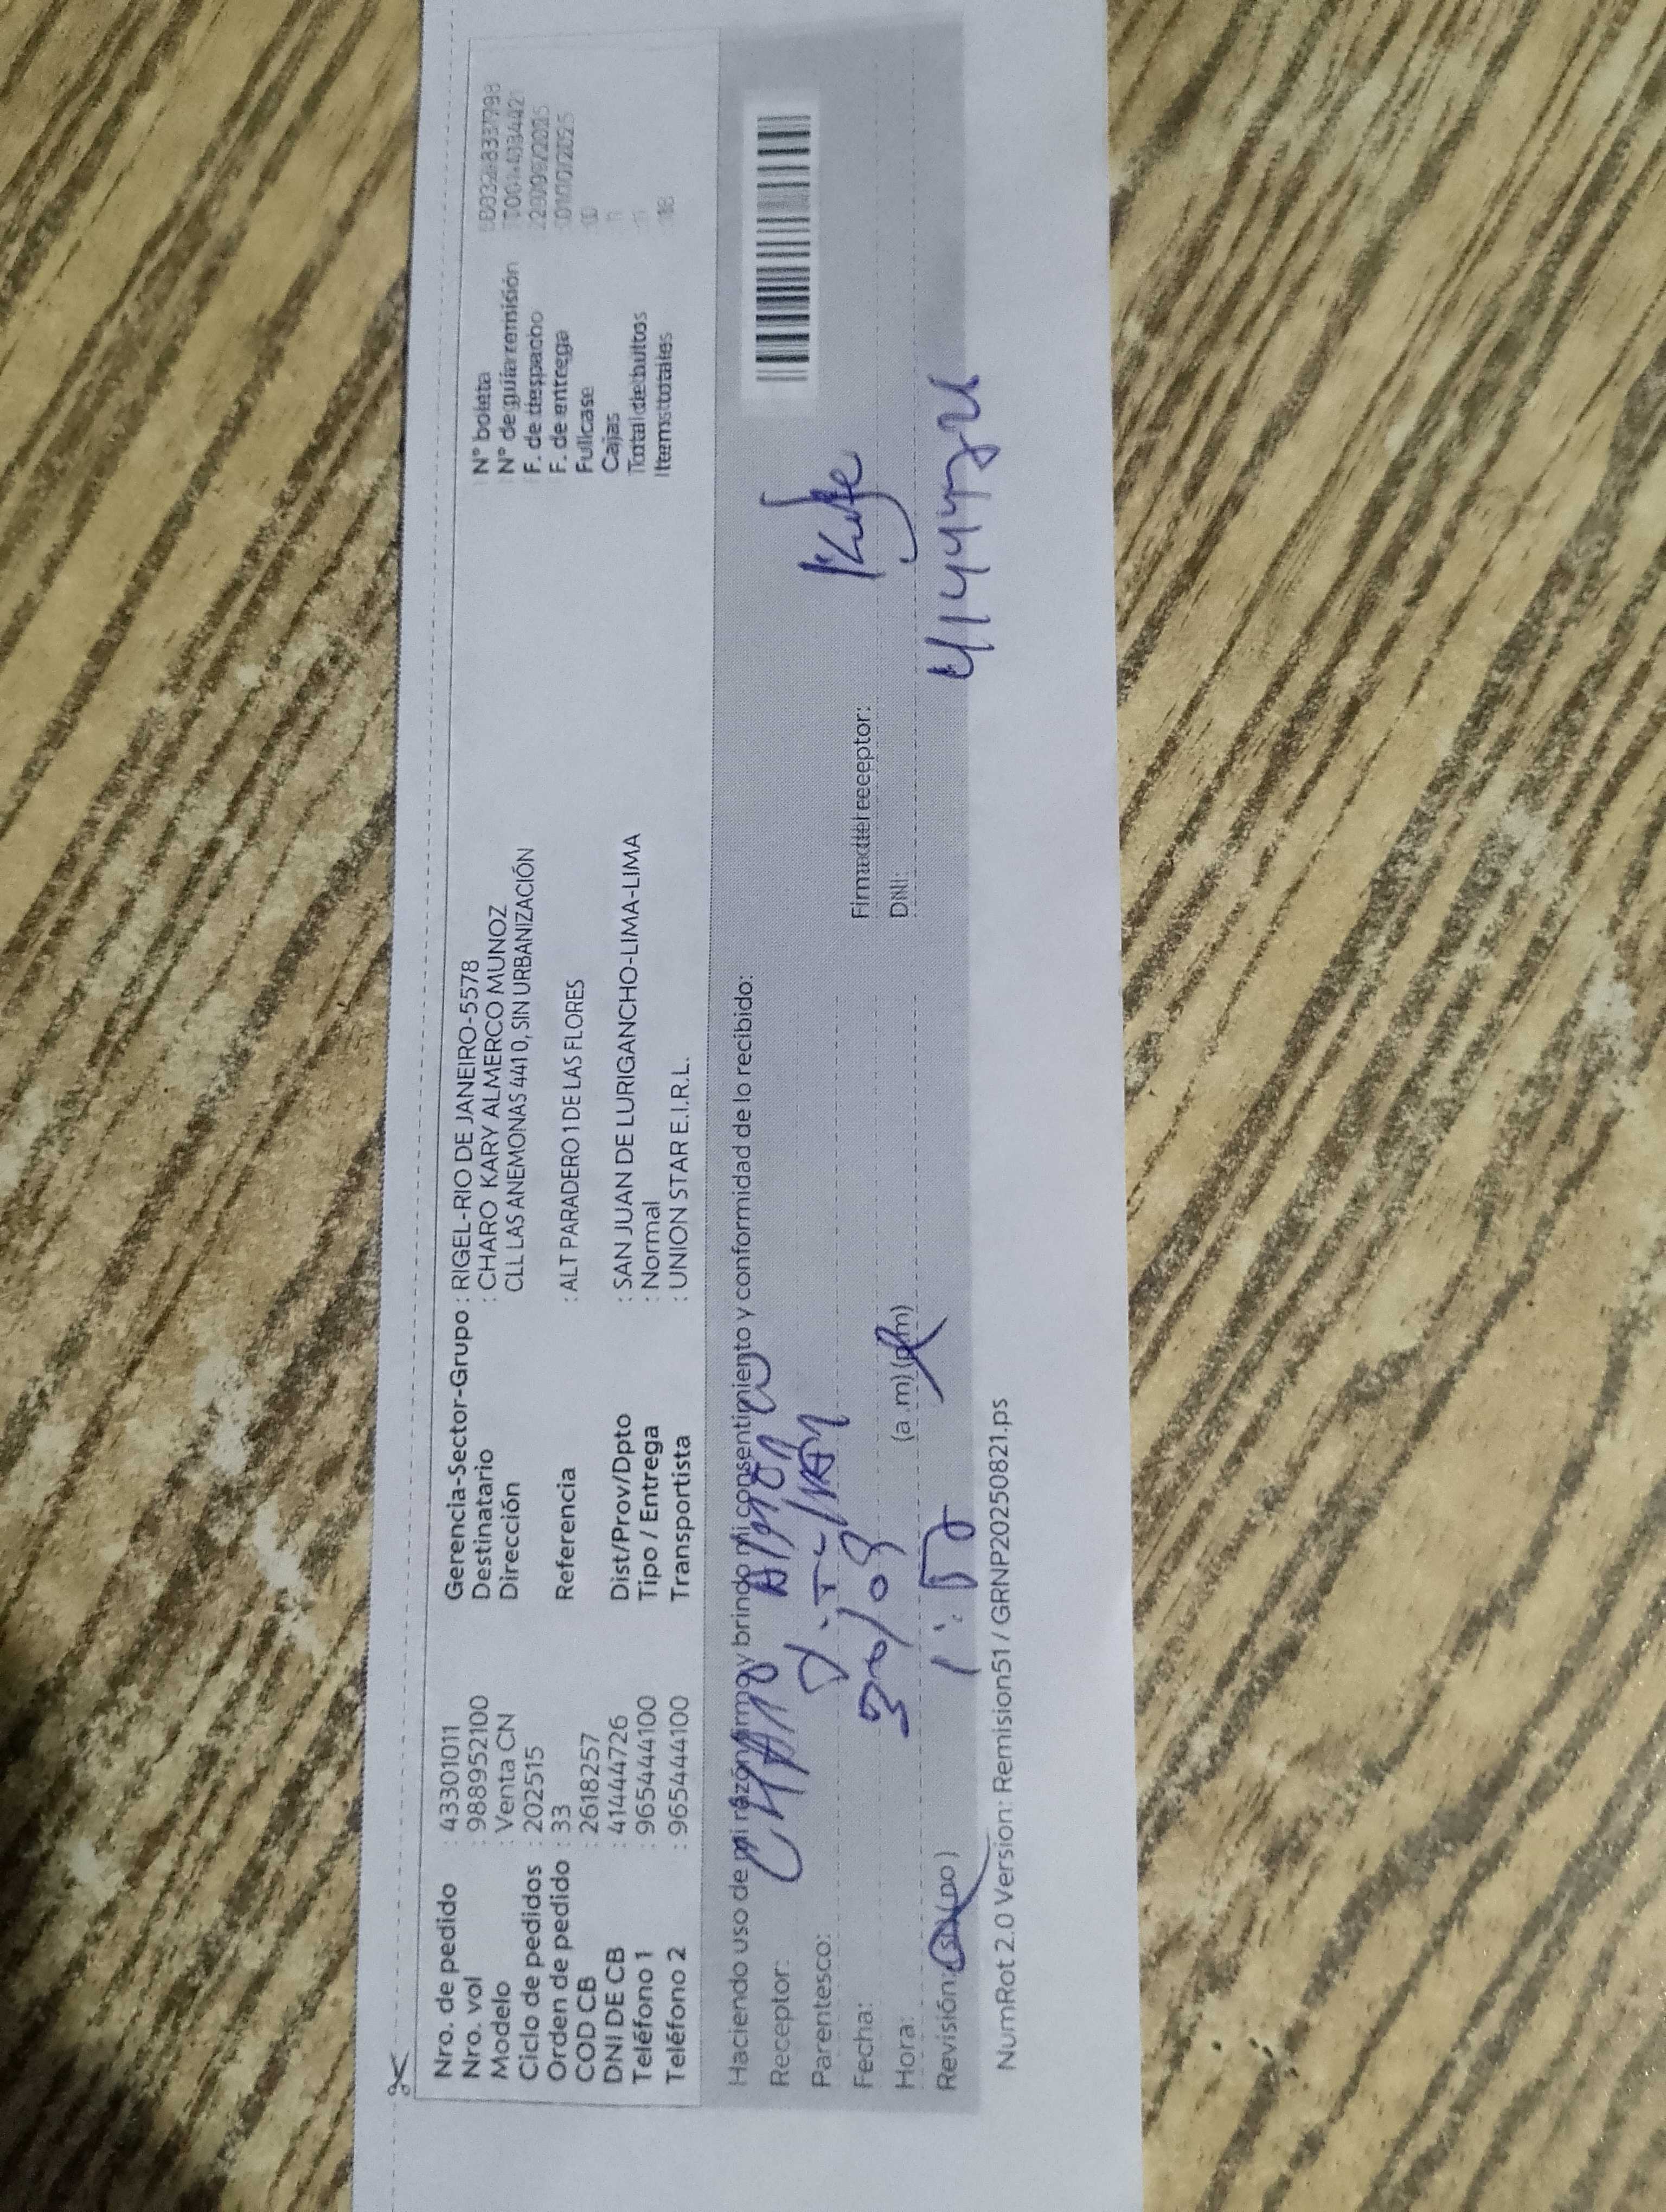 Nro. de pedido : 43301011
Nro. vol : 988952100
Modelo : Venta CN
Ciclo de pedidos : 202515
Orden de pedido : 33
COD CB : 2618257
DNI DE CB : 41444726
Teléfono 1 : 965444100
Teléfono 2 : 965444100
Gerencia-Sector-Grupo : RIGEL-RIO DE JANEIRO-5578
Destinatario : CHARO KARY ALMERCO MUNOZ
Dirección CLL LAS ANEMONAS 4410, SIN URBANIZACIÓN
Referencia : ALT PARADERO 1 DE LAS FLORES
Dist/Prov/Dpto : SAN JUAN DE LURIGANCHO-LIMA-LIMA
Tipo / Entrega : Normal
Transportista : UNION STAR E.I.R.L.
N° boleta
N° de guía remisión
F. de despacho
F. de entrega
Fullcase
Cajas
Total de bultos
Items totales
Haciendo uso de mi razón firmo y brindo mi consentimiento y conformidad de lo recibido:
Receptor: CHARO
Parentesco:
Fecha: 30/09
Hora: (a .m) (p.m)
Revisión:
Firma del receptor:
DNI: 41444726
NumRot 2.0 Version: Remision51 / GRNP20250821.ps